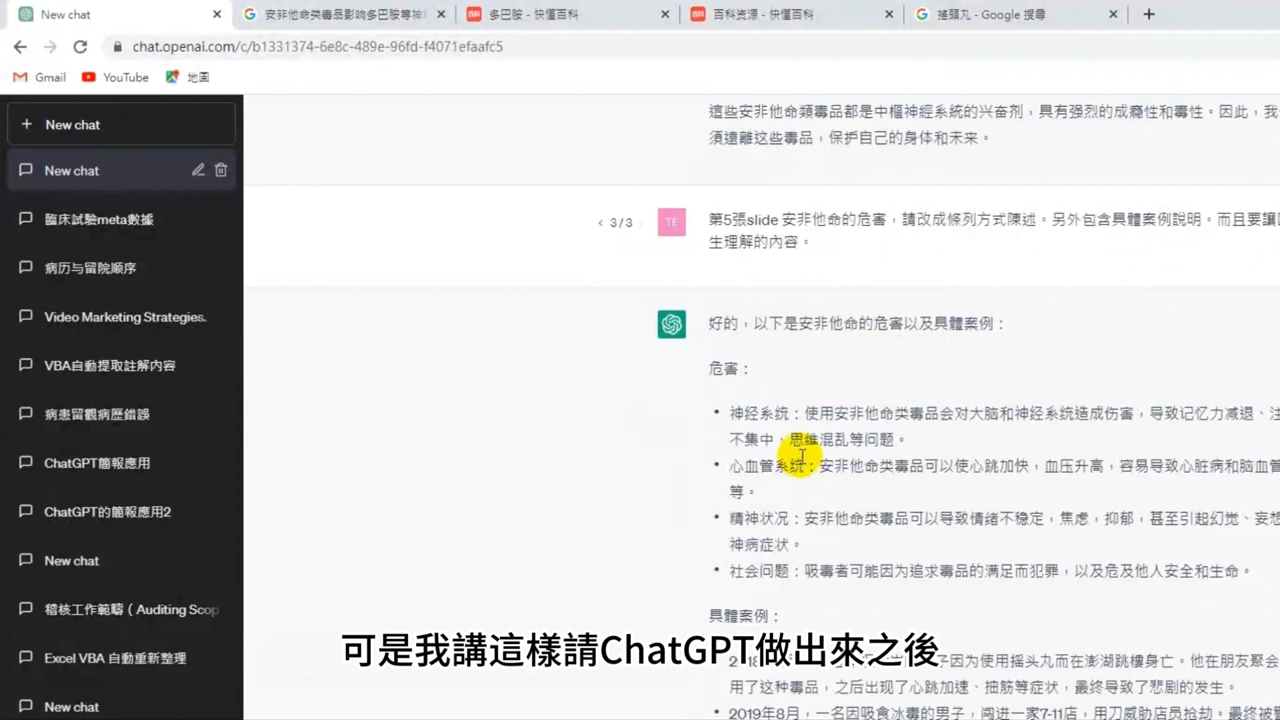 New chat
安非他命类毒品影响多巴胺等神
多巴胺 - 快懂百科
百科资源 - 快懂百科
搖頭丸 - Google 搜尋
chat.openai.com/c/b1331374-6e8c-489e-96fd-f4071efaafc5
Gmail
YouTube
地圖
New chat
New chat
臨床試驗meta數據
病历与留院顺序
Video Marketing Strategies.
VBA自動提取註解內容
病患留觀病歷錯誤
ChatGPT簡報應用
ChatGPT的簡報應用2
New chat
稽核工作範疇（Auditing Scop
Excel VBA 自動重新整理
New chat
這些安非他命類毒品都是中樞神經系統的兴奋剂，具有强烈的成瘾性和毒性。因此，我
須遠離这些毒品，保护自己的身体和未来。
3/3
TE
第5張slide 安非他命的危害，請改成條列方式陳述。另外包含具體案例說明。而且要讓
生理解的內容。
好的，以下是安非他命的危害以及具體案例：
危害：
• 神经系统：使用安非他命类毒品会对大脑和神经系统造成伤害，导致记忆力减退、注
不集中、思维混乱等问题。
• 心血管系统：安非他命类毒品可以使心跳加快，血压升高，容易导致心脏病和脑血管
等。
• 精神状况：安非他命类毒品可以导致情绪不稳定，焦虑，抑郁，甚至引起幻觉、妄想
神病症状。
• 社会问题：吸毒者可能因为追求毒品的满足而犯罪，以及危及他人安全和生命。
具體案例：
子因为使用摇头丸而在澎湖跳樓身亡。他在朋友聚会
用了这种毒品，之后出现了心跳加速、抽筋等症状，最终导致了悲剧的发生。
• 2019年8月，一名因吸食冰毒的男子，闯进一家7-11店，用刀威胁店员抢劫。最终被
可是我講這樣請ChatGPT做出來之後